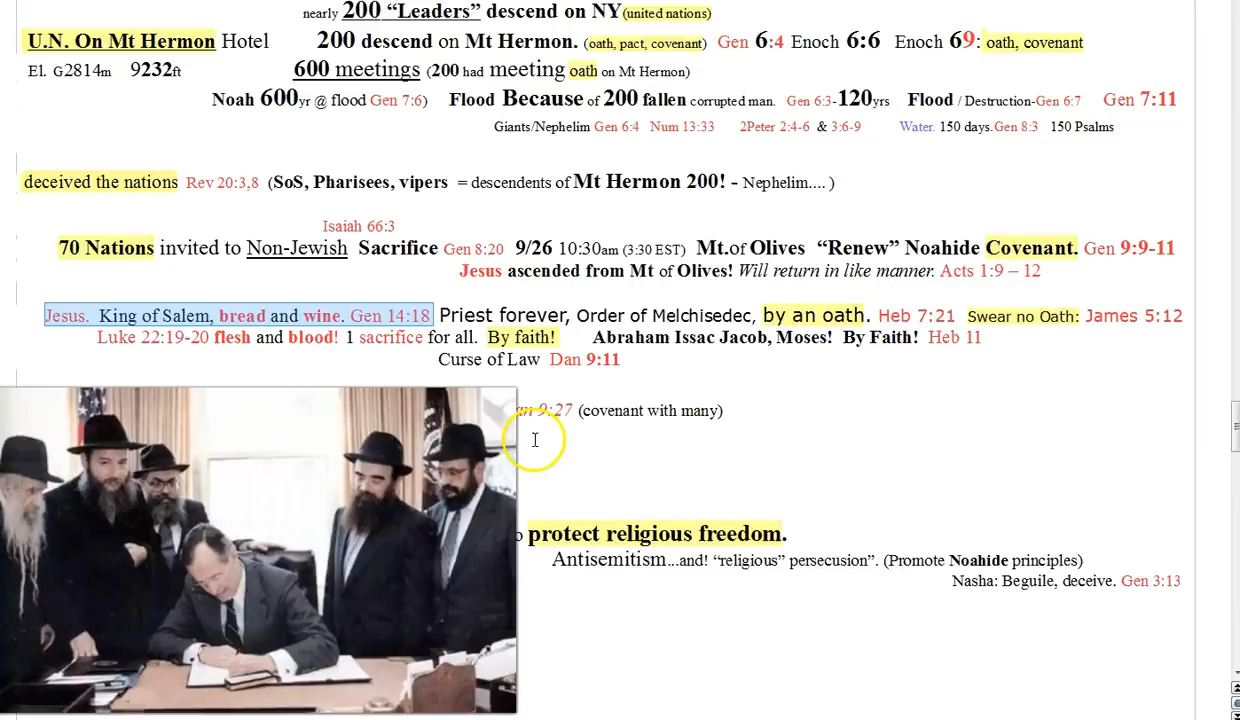 nearly 200 “Leaders” descend on NY(united nations)
U.N. On Mt Hermon Hotel 200 descend on Mt Hermon. (oath, pact, covenant) Gen 6:4 Enoch 6:6 Enoch 69: oath, covenant
El. G2814m 9232ft 600 meetings (200 had meeting oath on Mt Hermon)
Noah 600yr @ flood Gen 7:6) Flood Because of 200 fallen corrupted man. Gen 6:3-120yrs Flood / Destruction-Gen 6:7 Gen 7:11
Giants/Nephelim Gen 6:4 Num 13:33 2Peter 2:4-6 & 3:6-9 Water. 150 days.Gen 8:3 150 Psalms
deceived the nations Rev 20:3,8 (SoS, Pharisees, vipers = descendents of Mt Hermon 200! - Nephelim.... )
Isaiah 66:3
70 Nations invited to Non-Jewish Sacrifice Gen 8:20 9/26 10:30am (3:30 EST) Mt.of Olives “Renew” Noahide Covenant. Gen 9:9-11
Jesus ascended from Mt of Olives! Will return in like manner. Acts 1:9 – 12
Jesus. King of Salem, bread and wine. Gen 14:18 Priest forever, Order of Melchisedec, by an oath. Heb 7:21 Swear no Oath: James 5:12
Luke 22:19-20 flesh and blood! 1 sacrifice for all. By faith! Abraham Issac Jacob, Moses! By Faith! Heb 11
Curse of Law Dan 9:11
9:27 (covenant with many)
protect religious freedom.
Antisemitism...and! “religious” persecusion”. (Promote Noahide principles)
Nasha: Beguile, deceive. Gen 3:13